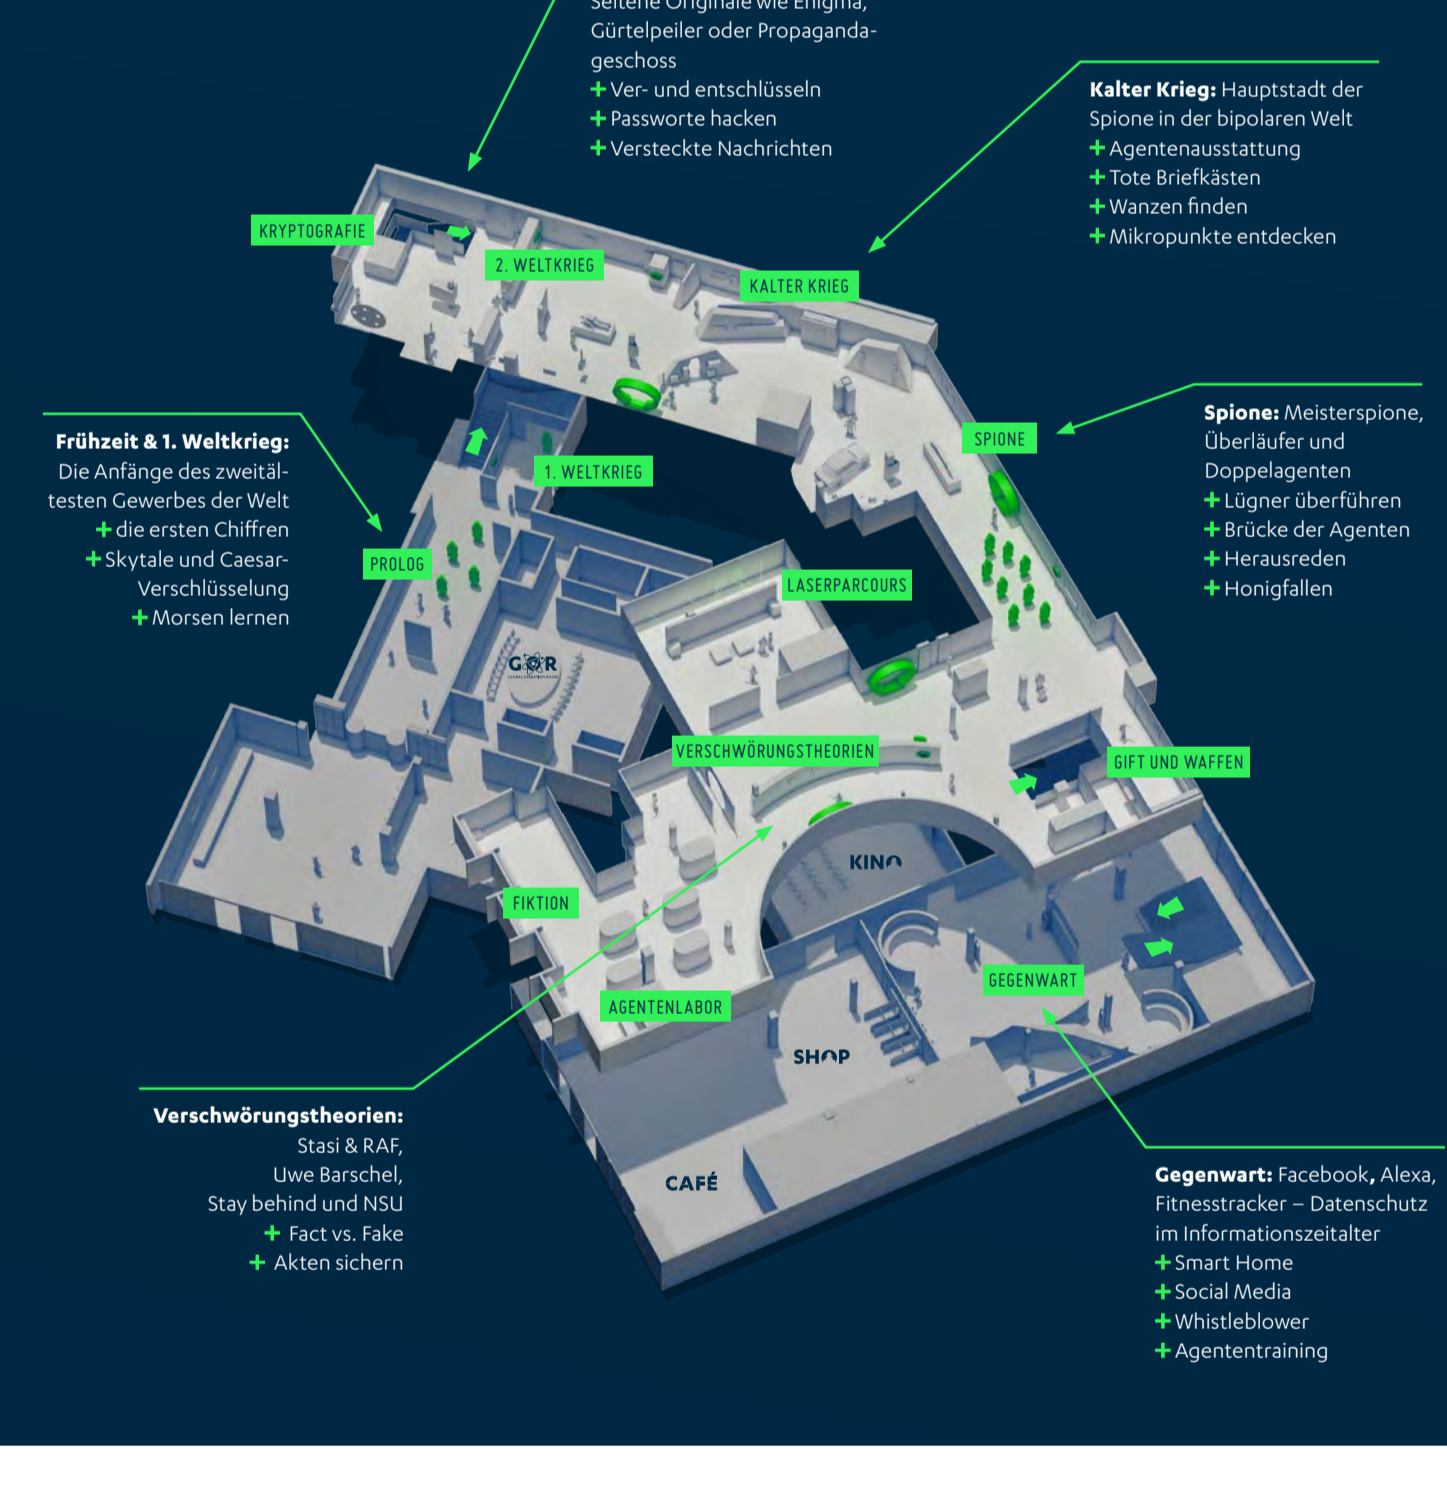 Seltene Originale wie Enigma,
Gürtelpeiler oder Propaganda-
geschoss
+ Ver- und entschlüsseln
+ Passworte hacken
+ Versteckte Nachrichten
Kalter Krieg: Hauptstadt der
Spione in der bipolaren Welt
+ Agentenausstattung
+ Tote Briefkästen
+ Wanzen finden
+ Mikropunkte entdecken
KRYPTOGRAFIE
2. WELTKRIEG
KALTER KRIEG
Spione: Meisterspione,
Überläufer und
Doppelagenten
+ Lügner überführen
+ Brücke der Agenten
+ Herausreden
+ Honigfallen
SPIONE
Frühzeit & 1. Weltkrieg:
Die Anfänge des zweitäl-
testen Gewerbes der Welt
+ die ersten Chiffren
+ Skytale und Caesar-
Verschlüsselung
+ Morsen lernen
1. WELTKRIEG
PROLOG
LASERPARCOURS
GOR
GLOBAL OPERATION ROOM
VERSCHWÖRUNGSTHEORIEN
GIFT UND WAFFEN
KINO
FIKTION
GEGENWART
AGENTENLABOR
SHOP
CAFÉ
Verschwörungstheorien:
Stasi & RAF,
Uwe Barschel,
Stay behind und NSU
+ Fact vs. Fake
+ Akten sichern
Gegenwart: Facebook, Alexa,
Fitnesstracker – Datenschutz
im Informationszeitalter
+ Smart Home
+ Social Media
+ Whistleblower
+ Agententraining